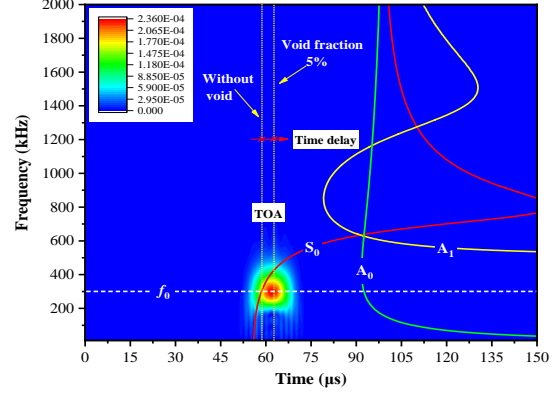 2000
1800
1600
1400
1200
1000
800
600
400
200
Frequency (kHz)
2.360E-04
2.065E-04
1.770E-04
1.475E-04
1.180E-04
8.850E-05
5.900E-05
2.950E-05
0.000
Without
void
Void fraction
5%
Time delay
TOA
S0
A1
A0
f0
0
15
30
45
60
75
90
105
120
135
150
Time (μs)